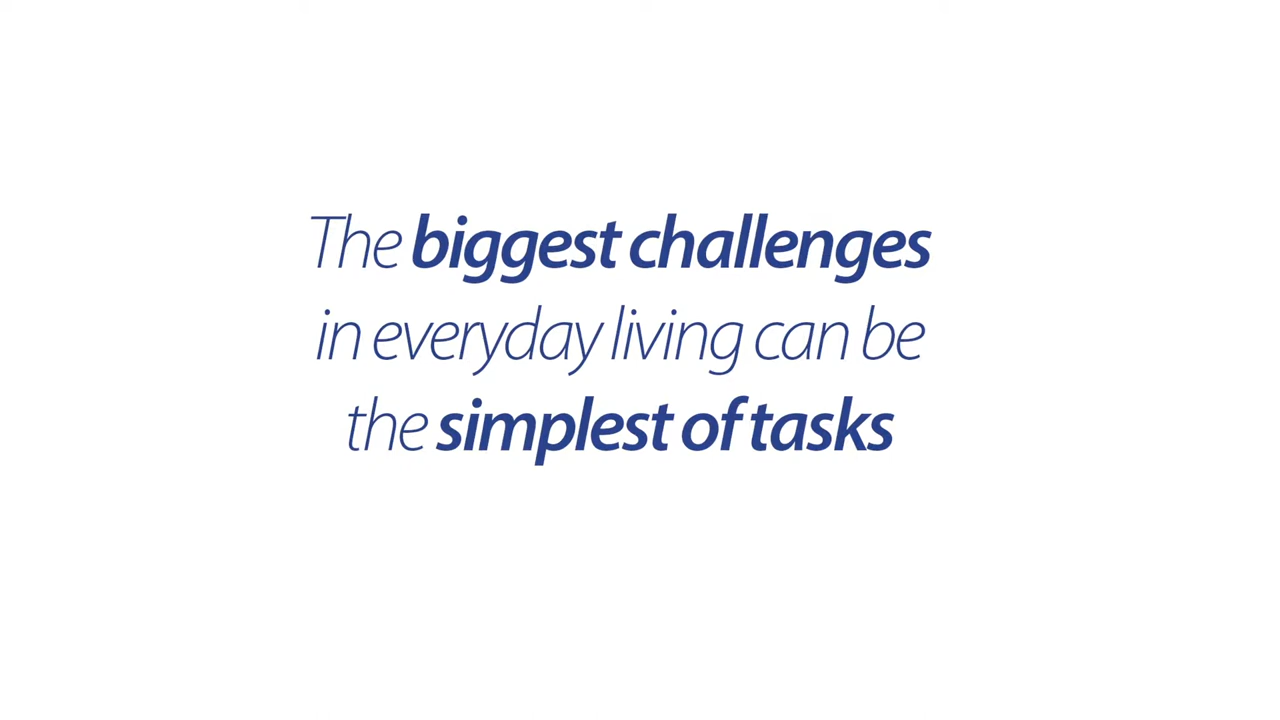 The biggest challenges
in everyday living can be
the simplest of tasks